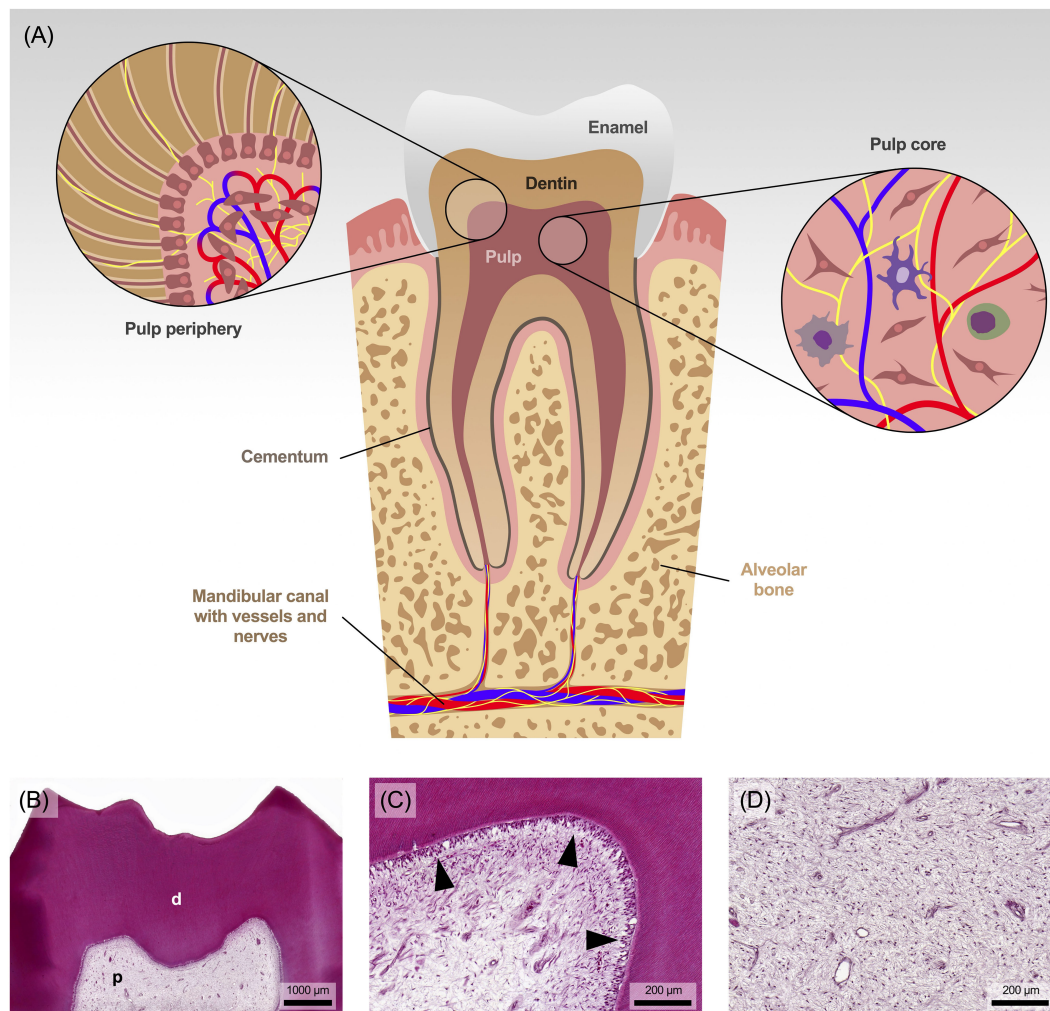 (A)
Enamel
Pulp core
Dentin
Pulp
Pulp periphery
Cementum
Alveolar
bone
Mandibular canal
with vessels and
nerves
(B)
d
p
1000 µm
(C)
200 µm
(D)
200 µm